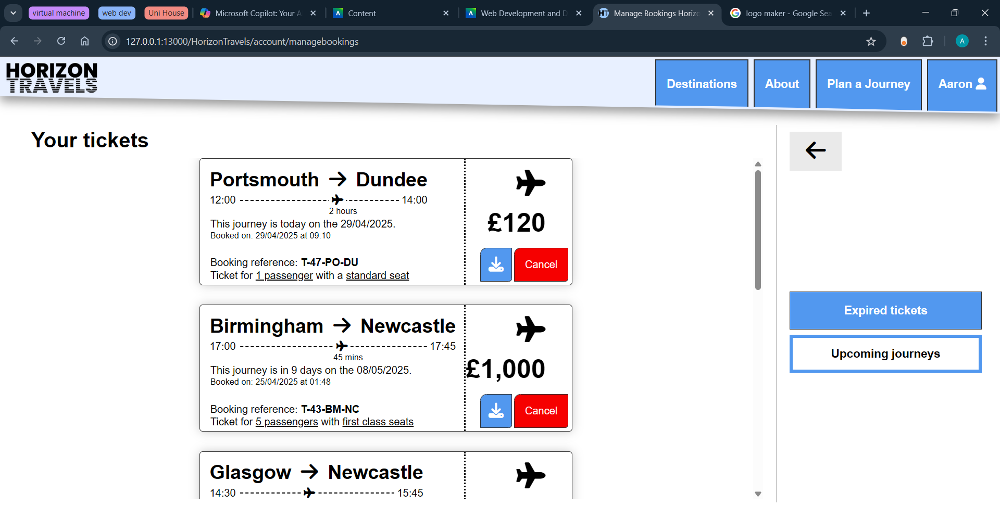 virtual machine
web dev
Uni House
Microsoft Copilot: Your A
Content
Web Development and D
Manage Bookings Horizo
logo maker - Google Sea
127.0.0.1:13000/HorizonTravels/account/managebookings
A
HORIZON
TRAVELS
Destinations
About
Plan a Journey
Aaron
Your tickets
Portsmouth → Dundee
12:00
14:00
2 hours
This journey is today on the 29/04/2025.
Booked on: 29/04/2025 at 09:10
Booking reference: T-47-PO-DU
Ticket for 1 passenger with a standard seat
£120
Cancel
Birmingham → Newcastle
17:00
17:45
45 mins
This journey is in 9 days on the 08/05/2025.
Booked on: 25/04/2025 at 01:48
Booking reference: T-43-BM-NC
Ticket for 5 passengers with first class seats
£1,000
Cancel
Glasgow → Newcastle
14:30
15:45
Expired tickets
Upcoming journeys